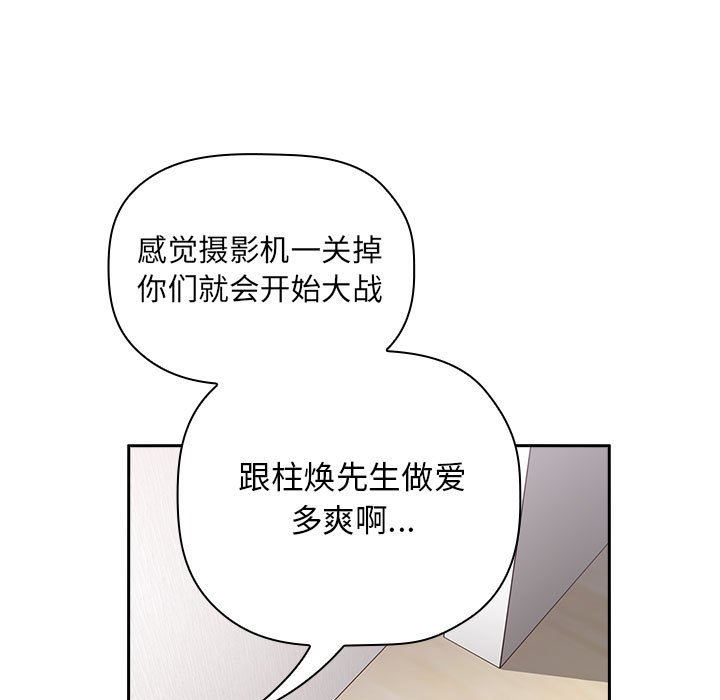 感觉摄影机一关掉
你们就会开始大战
跟柱焕先生做爱
多爽啊…